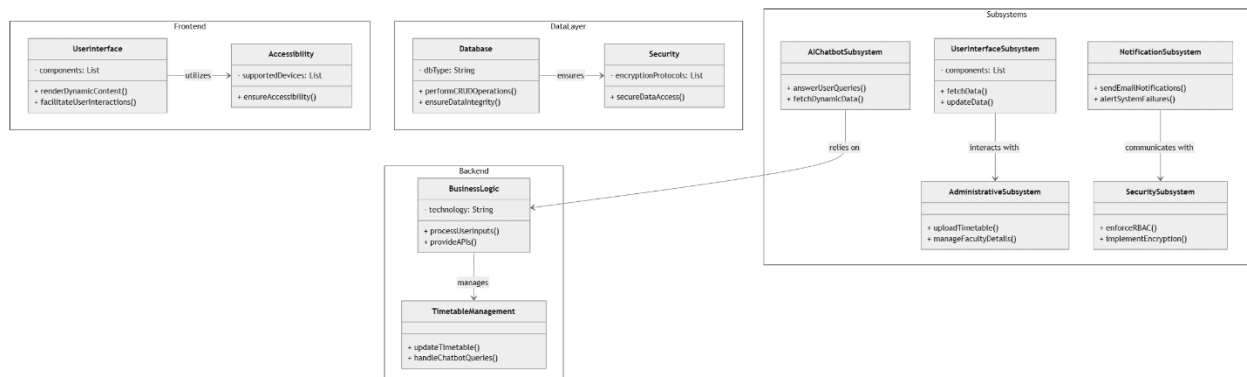 Frontend
UserInterface
- components: List
+ renderDynamicContent()
+ facilitateUserInteractions()
utilizes
Accessibility
- supportedDevices: List
+ ensureAccessibility()
DataLayer
Database
- dbType: String
+ performCRUDOperations()
+ ensureDataIntegrity()
ensures
Security
- encryptionProtocols: List
+ secureDataAccess()
Subsystems
AIChatbotSubsystem
+ answerUserQueries()
+ fetchDynamicData()
relies on
UserInterfaceSubsystem
- components: List
+ fetchData()
+ updateData()
interacts with
NotificationSubsystem
+ sendEmailNotifications()
+ alertSystemFailures()
communicates with
AdministrativeSubsystem
+ uploadTimetable()
+ manageFacultyDetails()
SecuritySubsystem
+ enforceRBAC()
+ implementEncryption()
Backend
BusinessLogic
- technology: String
+ processUserInputs()
+ provideAPIs()
manages
TimetableManagement
+ updateTimetable()
+ handleChatbotQueries()